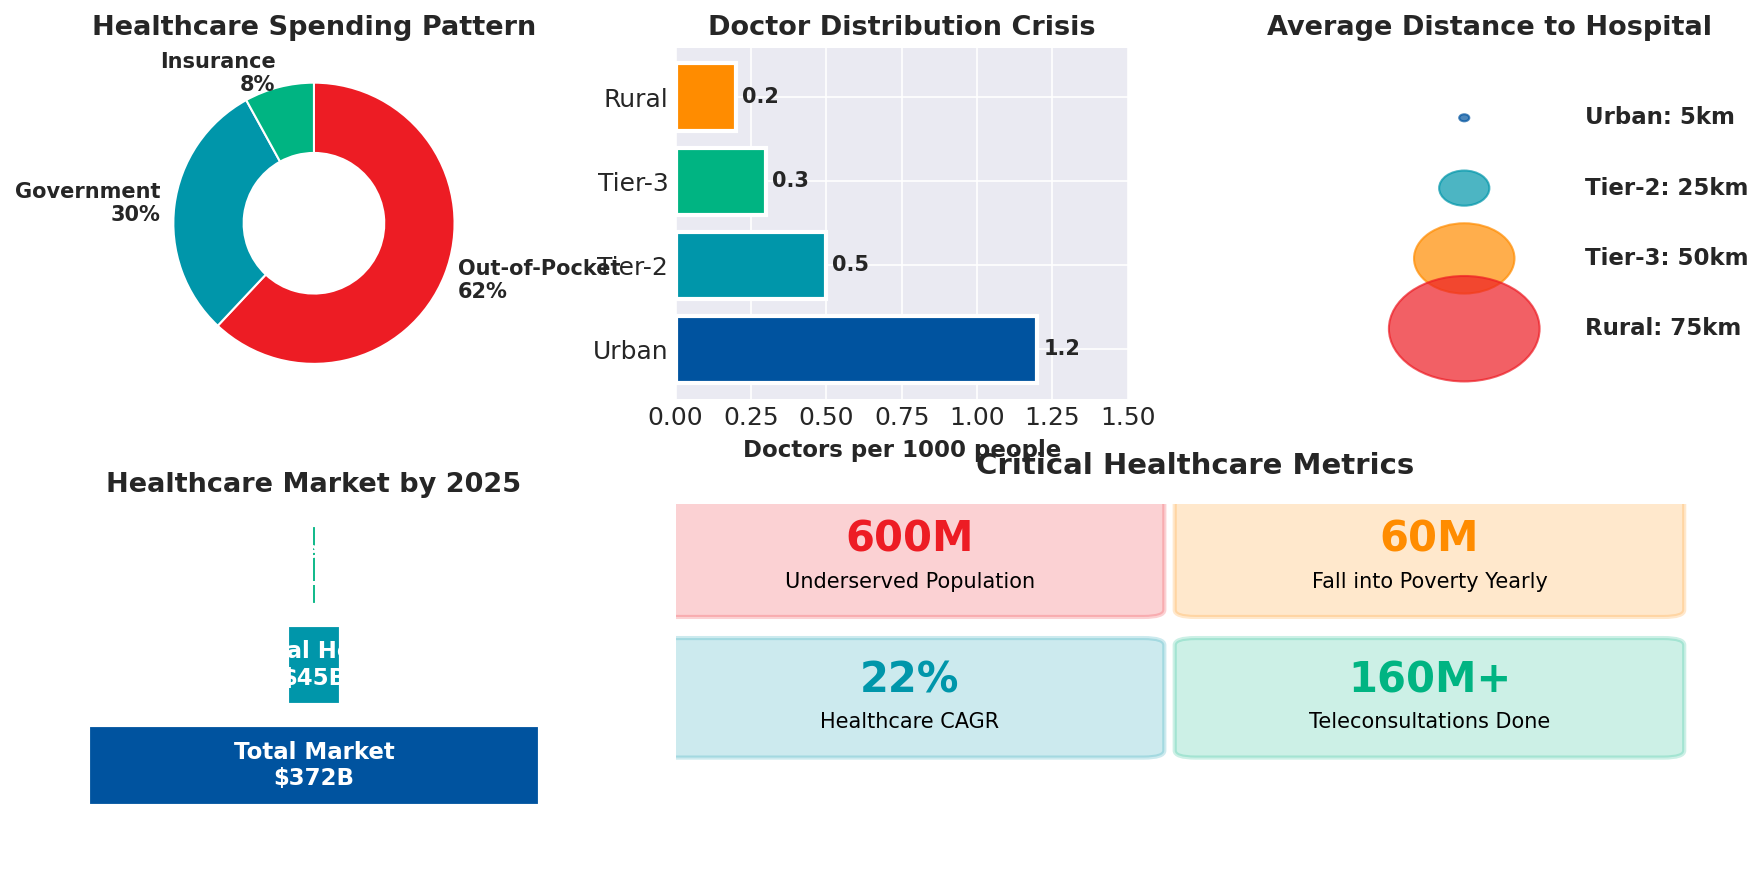 Healthcare Spending Pattern
Insurance
8%
Government
30%
Out-of-Pocket
62%
Doctor Distribution Crisis
Rural
0.2
Tier-3
0.3
Tier-2
0.5
Urban
1.2
0.00 0.25 0.50 0.75 1.00 1.25 1.50
Doctors per 1000 people
Average Distance to Hospital
Urban: 5km
Tier-2: 25km
Tier-3: 50km
Rural: 75km
Healthcare Market by 2025
$45B
Total Market
$372B
Critical Healthcare Metrics
600M
Underserved Population
60M
Fall into Poverty Yearly
22%
Healthcare CAGR
160M+
Teleconsultations Done